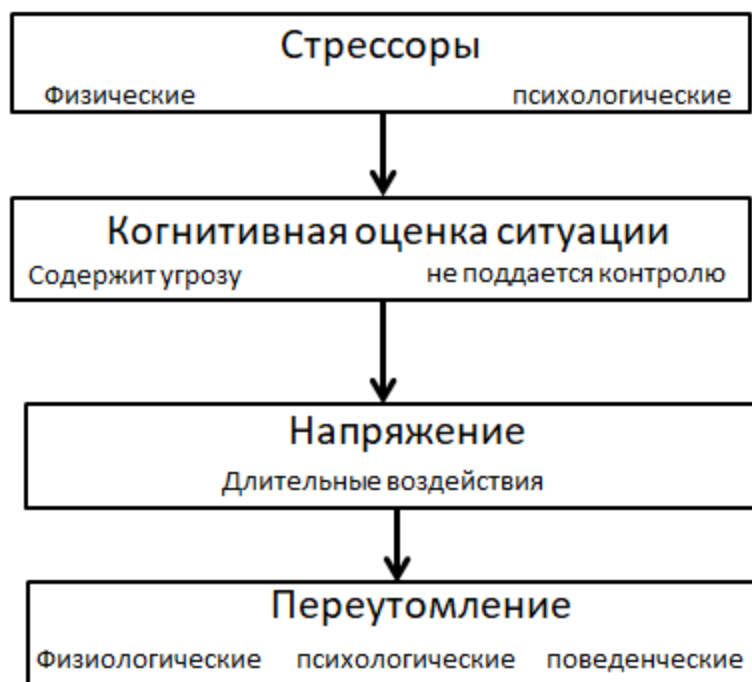 Стрессоры
Физические психологические
Когнитивная оценка ситуации
Содержит угрозу не поддается контролю
Напряжение
Длительные воздействия
Переутомление
Физиологические психологические поведенческие